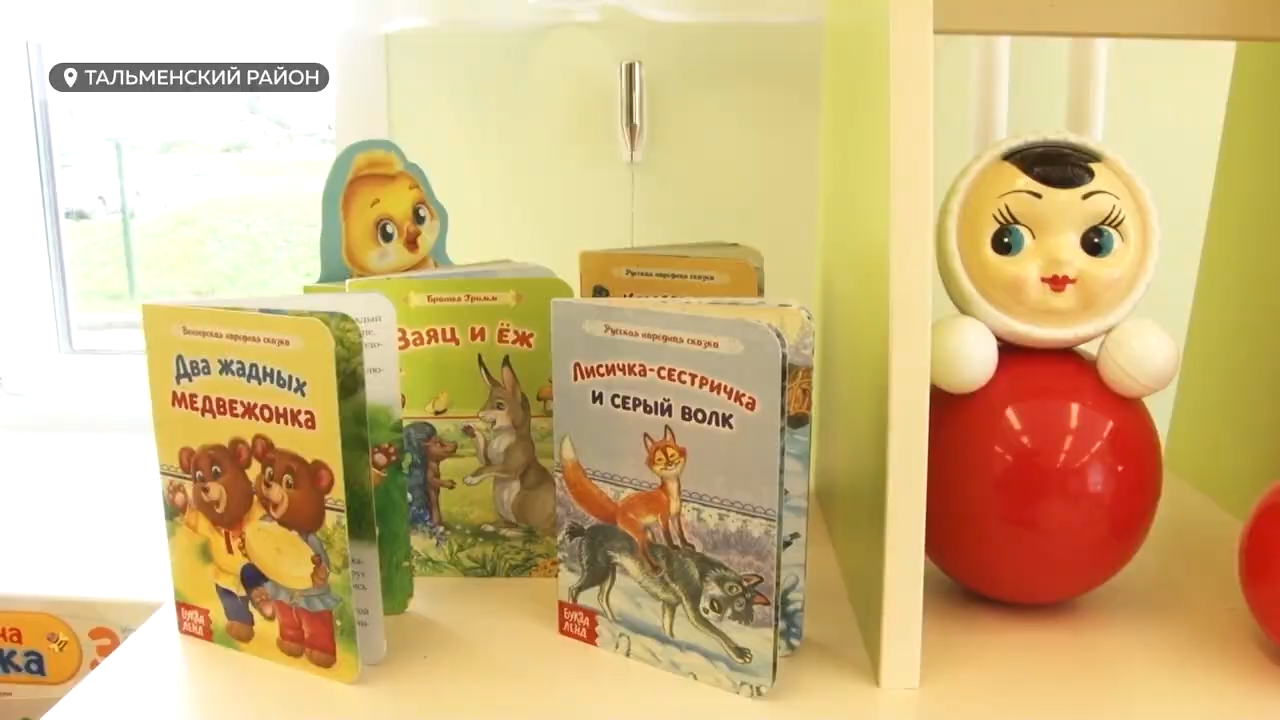 ТАЛЬМЕНСКИЙ РАЙОН
Венгерская народная сказка
Два жадных
медвежонка
БУКВА
ЛЕНД
Братья Гримм
Заяц и Ёж
Русская народная сказка
Русская народная сказка
Лисичка-сестричка
и серый волк
БУКВА
ЛЕНД